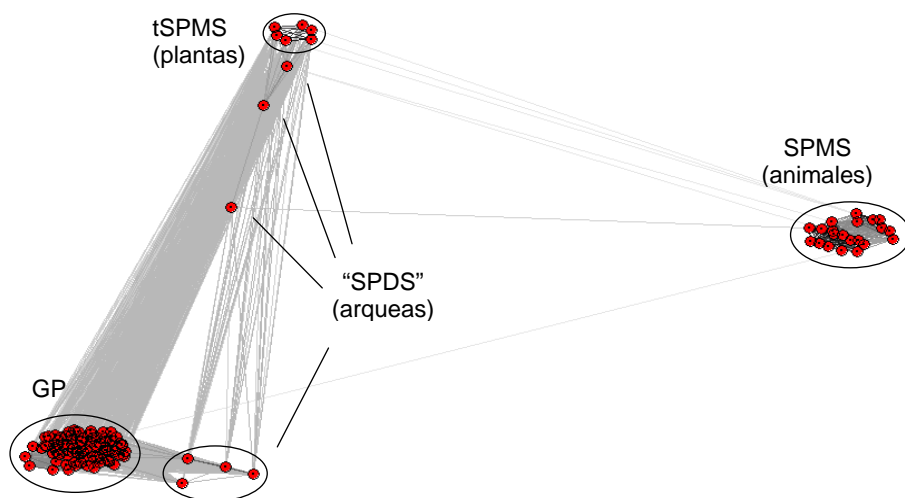 tSPMS
(plantas)
SPMS
(animales)
“SPDS”
(arqueas)
GP